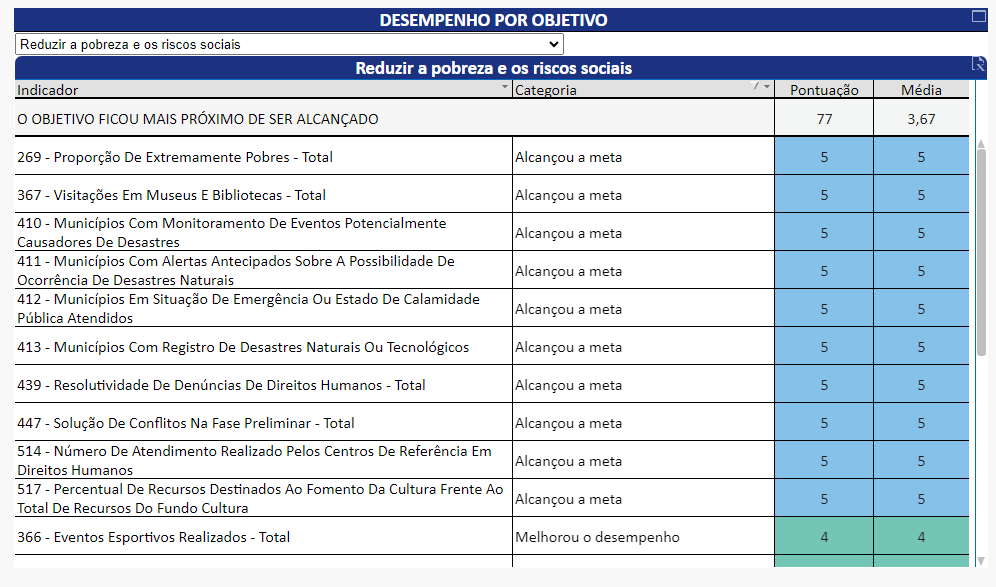 DESEMPENHO POR OBJETIVO
Reduzir a pobreza e os riscos sociais
Reduzir a pobreza e os riscos sociais
Indicador Categoria Pontuação Média
O OBJETIVO FICOU MAIS PRÓXIMO DE SER ALCANÇADO 77 3,67
269 - Proporção De Extremamente Pobres - Total Alcançou a meta 5 5
367 - Visitações Em Museus E Bibliotecas - Total Alcançou a meta 5 5
410 - Municípios Com Monitoramento De Eventos Potencialmente
Causadores De Desastres Alcançou a meta 5 5
411 - Municípios Com Alertas Antecipados Sobre A Possibilidade De
Ocorrência De Desastres Naturais Alcançou a meta 5 5
412 - Municípios Em Situação De Emergência Ou Estado De Calamidade
Pública Atendidos Alcançou a meta 5 5
413 - Municípios Com Registro De Desastres Naturais Ou Tecnológicos Alcançou a meta 5 5
439 - Resolutividade De Denúncias De Direitos Humanos - Total Alcançou a meta 5 5
447 - Solução De Conflitos Na Fase Preliminar - Total Alcançou a meta 5 5
514 - Número De Atendimento Realizado Pelos Centros De Referência Em
Direitos Humanos Alcançou a meta 5 5
517 - Percentual De Recursos Destinados Ao Fomento Da Cultura Frente Ao
Total De Recursos Do Fundo Cultura Alcançou a meta 5 5
366 - Eventos Esportivos Realizados - Total Melhorou o desempenho 4 4